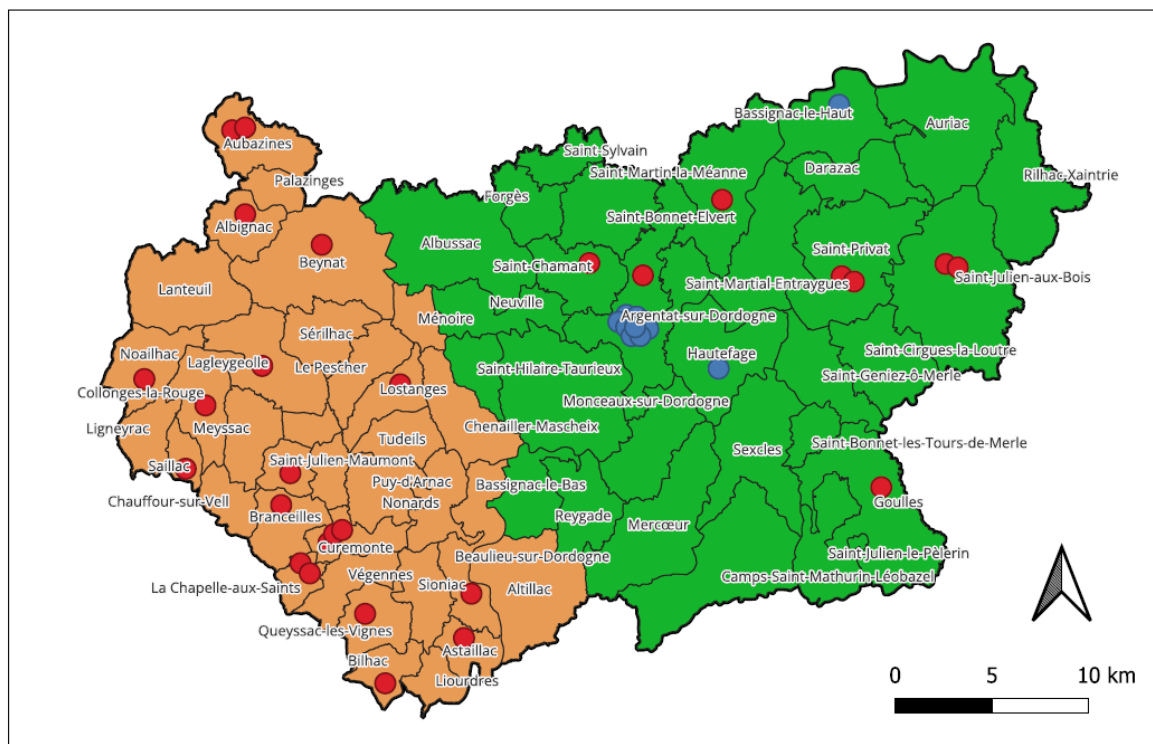 Bassignac-le-Haut
Auriac
Aubazines
Saint-Sylvain
Saint-Martin-la-Méanne
Darazac
Rilhac-Xaintrie
Palazinges
Forgès
Saint-Bonnet-Elvert
Albignac
Albussac
Saint-Privat
Beynat
Saint-Chamant
Saint-Julien-aux-Bois
Saint-Martial-Entraygues
Lanteuil
Neuville
Ménoire
Argentat-sur-Dordogne
Sérilhac
Noailhac
Lagleygeolle
Le Pescher
Hautefage
Saint-Cirgues-la-Loutre
Saint-Hilaire-Taurieux
Saint-Geniez-ô-Merle
Collonges-la-Rouge
Lostanges
Monceaux-sur-Dordogne
Ligneyrac
Meyssac
Chenailler-Mascheix
Tudeils
Sexcles
Saint-Bonnet-les-Tours-de-Merle
Saillac
Saint-Julien-Maumont
Puy-d'Arnac
Bassignac-le-Bas
Chauffour-sur-Vell
Nonards
Goulles
Branceilles
Reygade
Mercœur
Curemonte
Beaulieu-sur-Dordogne
Saint-Julien-le-Pèlerin
Végennes
Camps-Saint-Mathurin-Léobazel
La Chapelle-aux-Saints
Sioniac
Altillac
Queyssac-les-Vignes
Astaillac
Bilhac
Liourdres
0 5 10 km